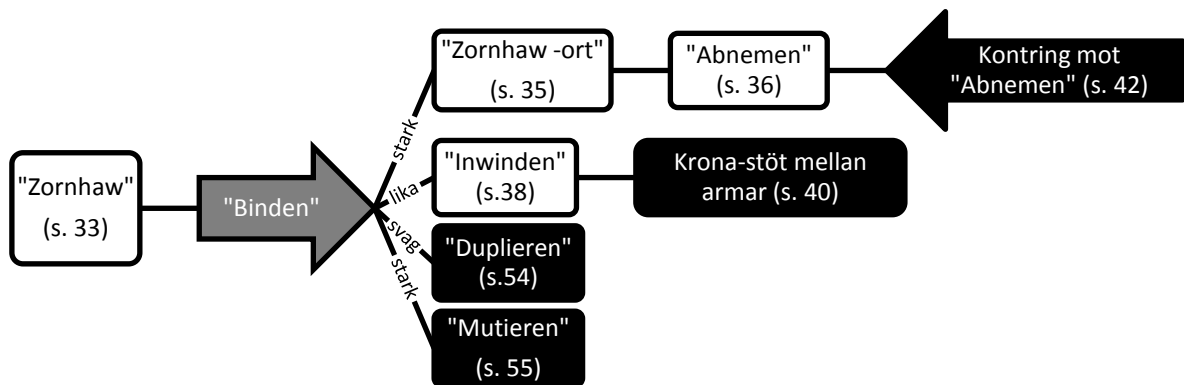 "Zornhaw"
(s. 33)
"Binden"
stark
"Zornhaw -ort"
(s. 35)
"Abnemen"
(s. 36)
Kontring mot
"Abnemen" (s. 42)
lika
"Inwinden"
(s.38)
Krona-stöt mellan
armar (s. 40)
svag
"Duplieren"
(s.54)
stark
"Mutieren"
(s. 55)